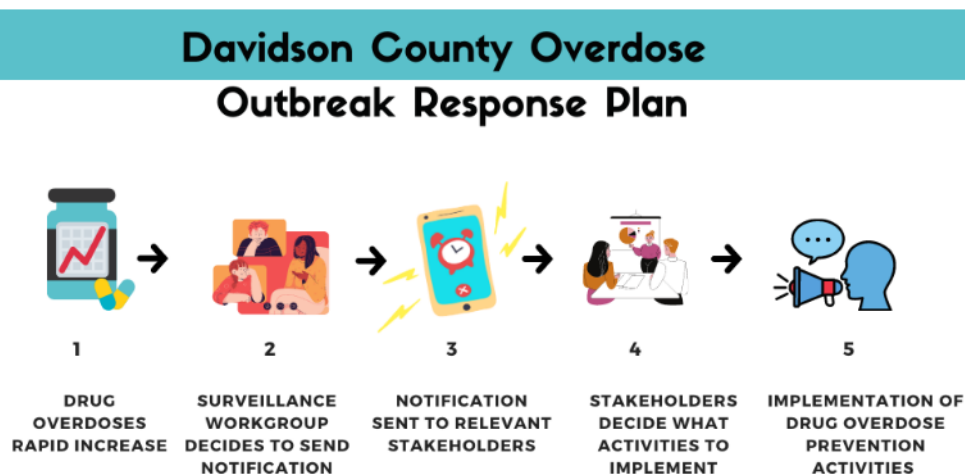 Davidson County Overdose
Outbreak Response Plan
1
DRUG
OVERDOSES
RAPID INCREASE
2
SURVEILLANCE
WORKGROUP
DECIDES TO SEND
NOTIFICATION
3
NOTIFICATION
SENT TO RELEVANT
STAKEHOLDERS
4
STAKEHOLDERS
DECIDE WHAT
ACTIVITIES TO
IMPLEMENT
5
IMPLEMENTATION OF
DRUG OVERDOSE
PREVENTION
ACTIVITIES